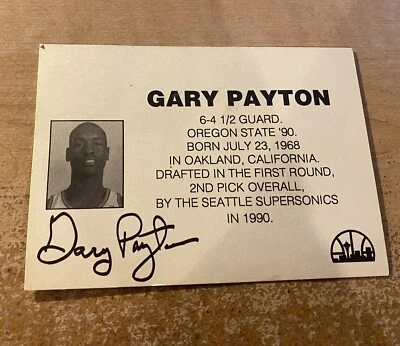 GARY PAYTON
6-4 1/2 GUARD.
OREGON STATE '90.
BORN JULY 23, 1968
IN OAKLAND, CALIFORNIA.
DRAFTED IN THE FIRST ROUND,
2ND PICK OVERALL,
BY THE SEATTLE SUPERSONICS
IN 1990.
Gary Payton